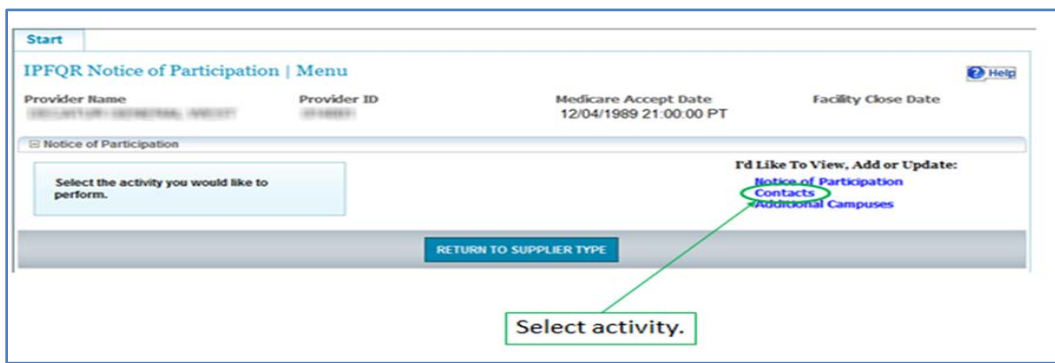 Start
IPFQR Notice of Participation | Menu
Help
Provider Name Provider ID Medicare Accept Date Facility Close Date
12/04/1989 21:00:00 PT
Notice of Participation
I'd Like To View, Add or Update:
Select the activity you would like to
perform.
Notice of Participation
Contacts
Additional Campuses
RETURN TO SUPPLIER TYPE
Select activity.